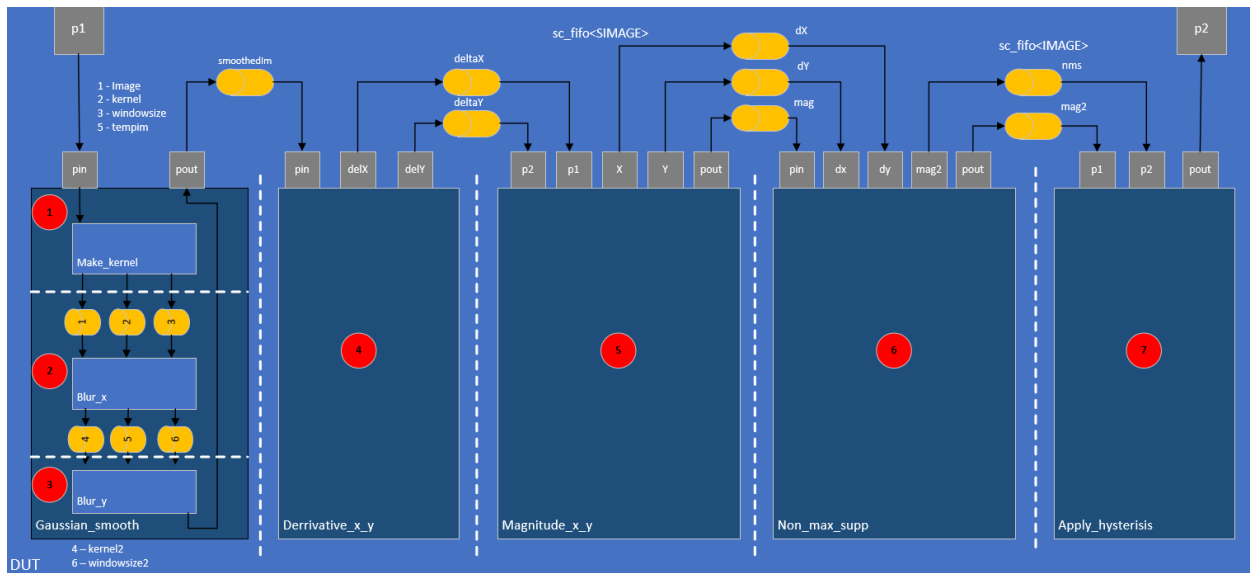 p1
p2
sc_fifo<SIMAGE>
dX
sc_fifo<IMAGE>
smoothedIm
deltaX
dY
nms
1 - Image
2 - kernel
3 - windowsize
5 - tempim
deltaY
mag
mag2
pin
pout
pin
delX
delY
p2
p1
X
Y
pout
pin
dx
dy
mag2
pout
p1
p2
pout
1
Make_kernel
1
2
3
2
Blur_x
4
5
6
3
Blur_y
4
5
6
7
Gaussian_smooth
Derrivative_x_y
Magnitude_x_y
Non_max_supp
Apply_hysterisis
4 – kernel2
6 – windowsize2
DUT